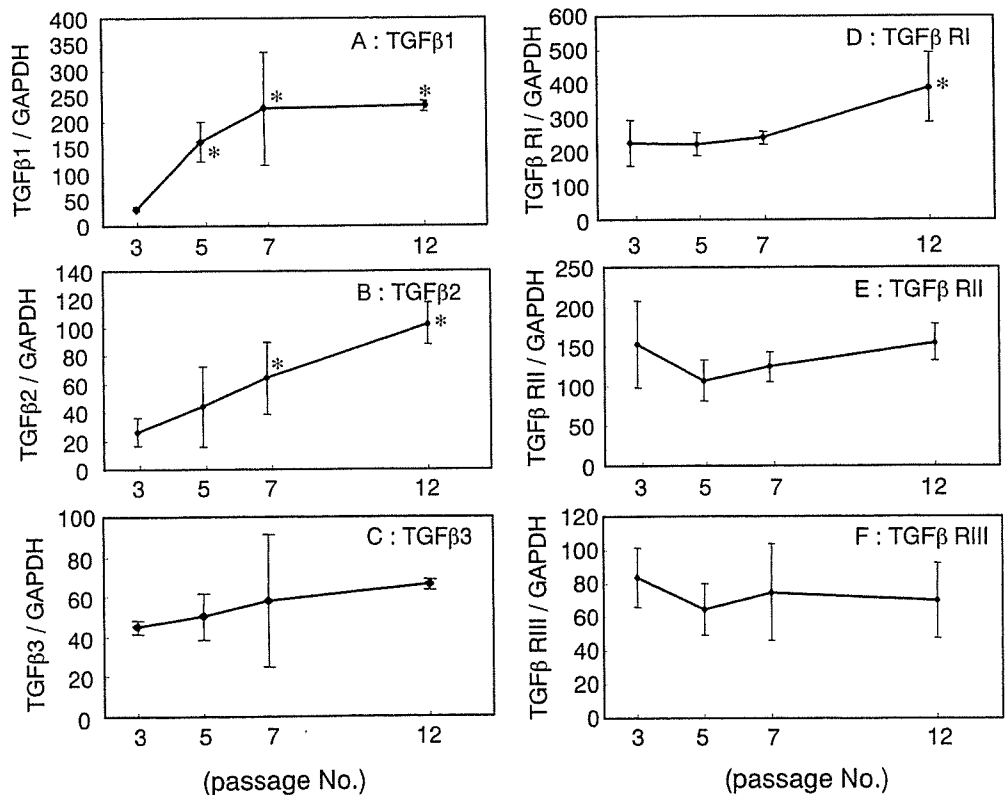 A : TGFβ1
TGFβ1 / GAPDH
400
350
300
250
200
150
100
50
0
*
*
*
3 5 7 12
B : TGFβ2
TGFβ2 / GAPDH
140
120
100
80
60
40
20
0
*
*
3 5 7 12
C : TGFβ3
TGFβ3 / GAPDH
100
80
60
40
20
0
3 5 7 12
(passage No.)
D : TGFβ RI
TGFβ RI / GAPDH
600
500
400
300
200
100
0
*
3 5 7 12
E : TGFβ RII
TGFβ RII / GAPDH
250
200
150
100
50
0
3 5 7 12
F : TGFβ RIII
TGFβ RIII / GAPDH
120
100
80
60
40
20
0
3 5 7 12
(passage No.)